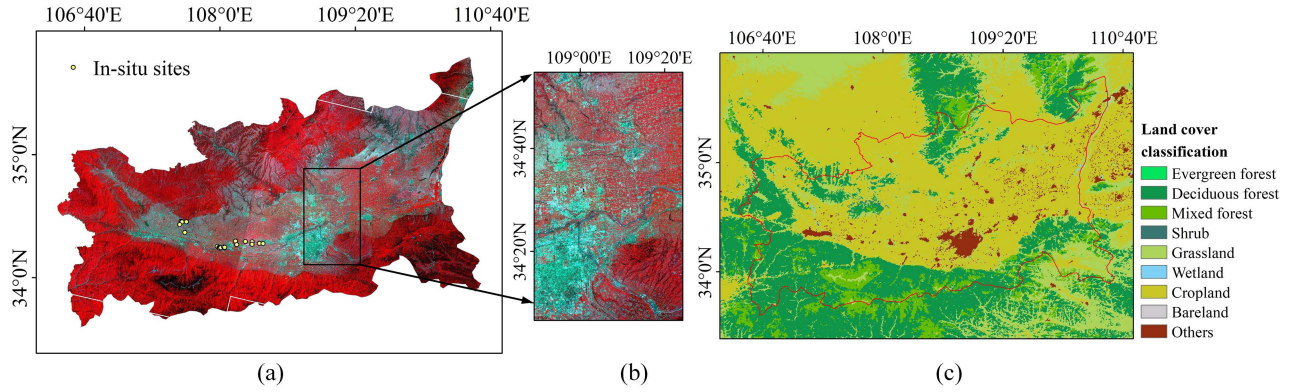 106°40'E 108°0'E 109°20'E 110°40'E
In-situ sites
35°0'N
34°0'N
(a)
109°00'E 109°20'E
34°40'N
34°20'N
(b)
106°40'E 108°0'E 109°20'E 110°40'E
35°0'N
34°0'N
(c)
Land cover
classification
Evergreen forest
Deciduous forest
Mixed forest
Shrub
Grassland
Wetland
Cropland
Bareland
Others